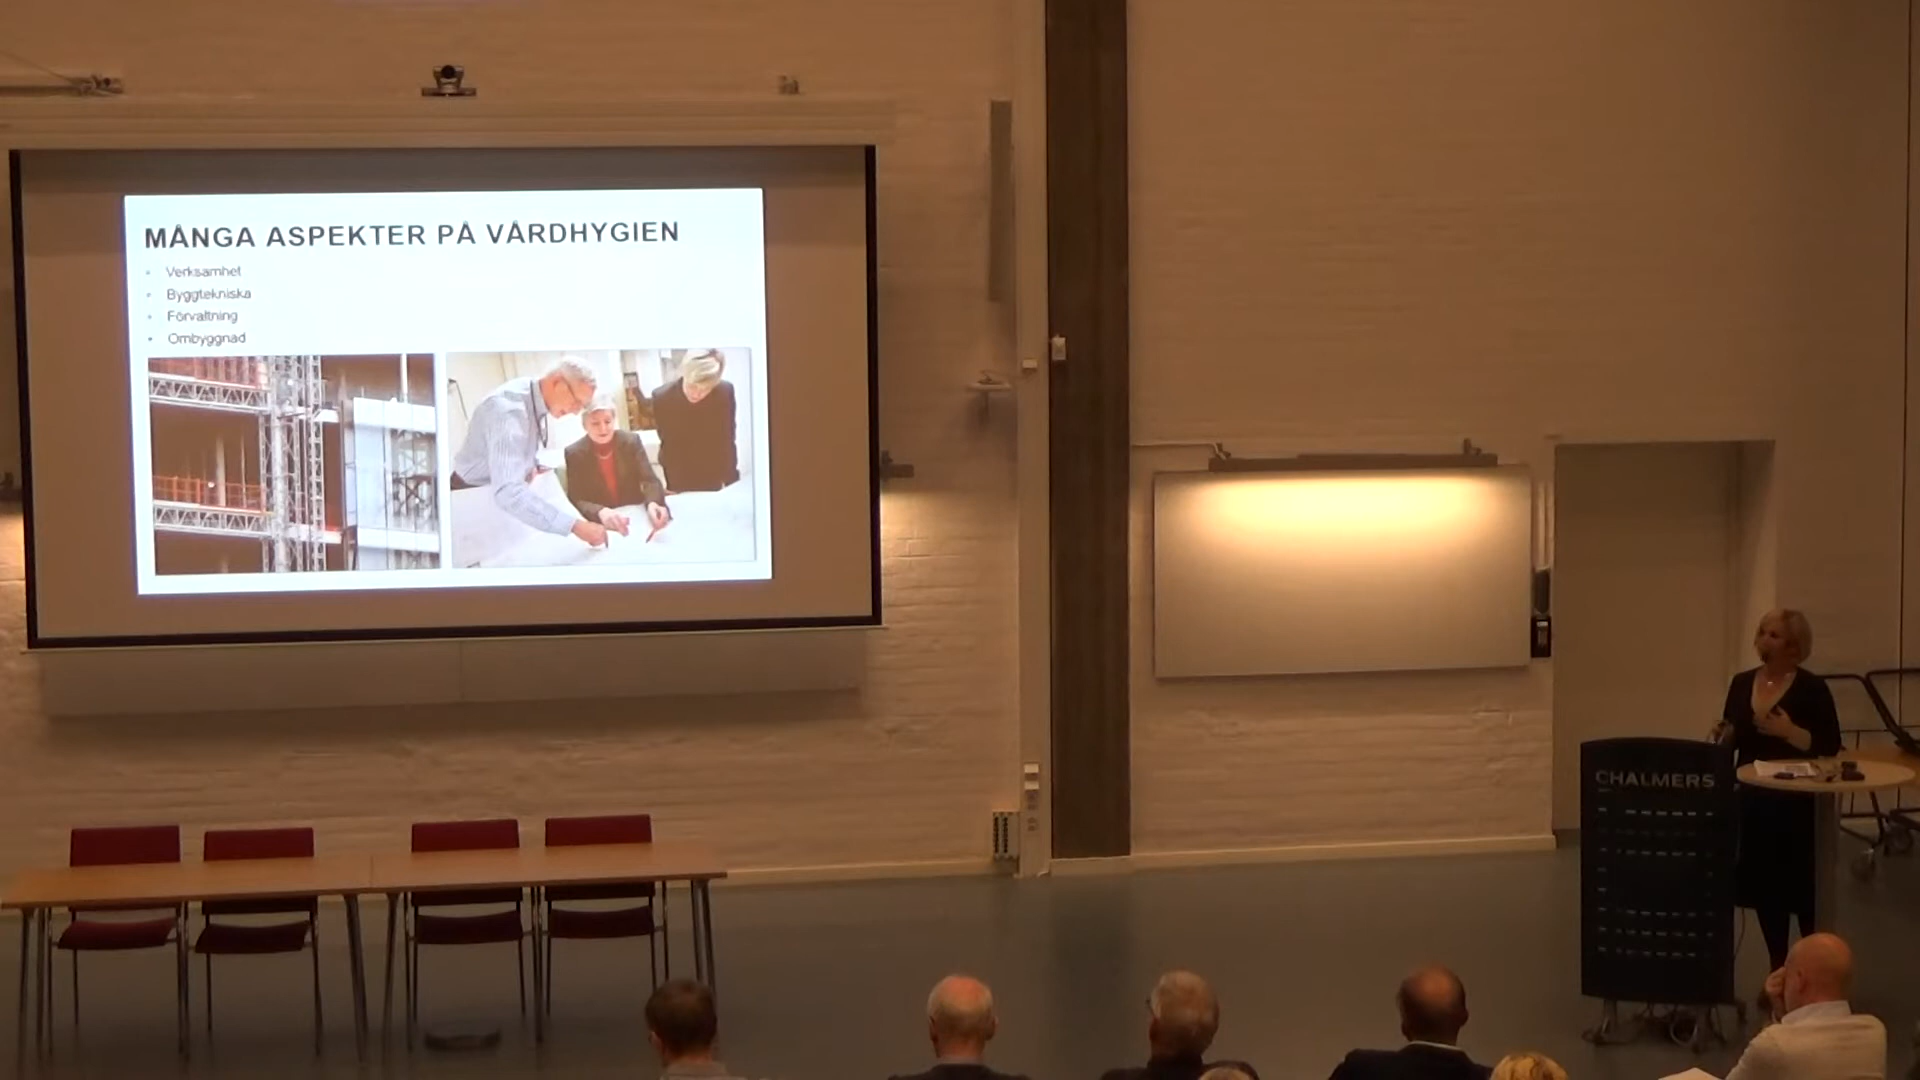 MÅNGA ASPEKTER PÅ VÅRDHYGIEN
Verksamhet
Byggtekniska
Förvaltning
Ombyggnad
CHALMERS